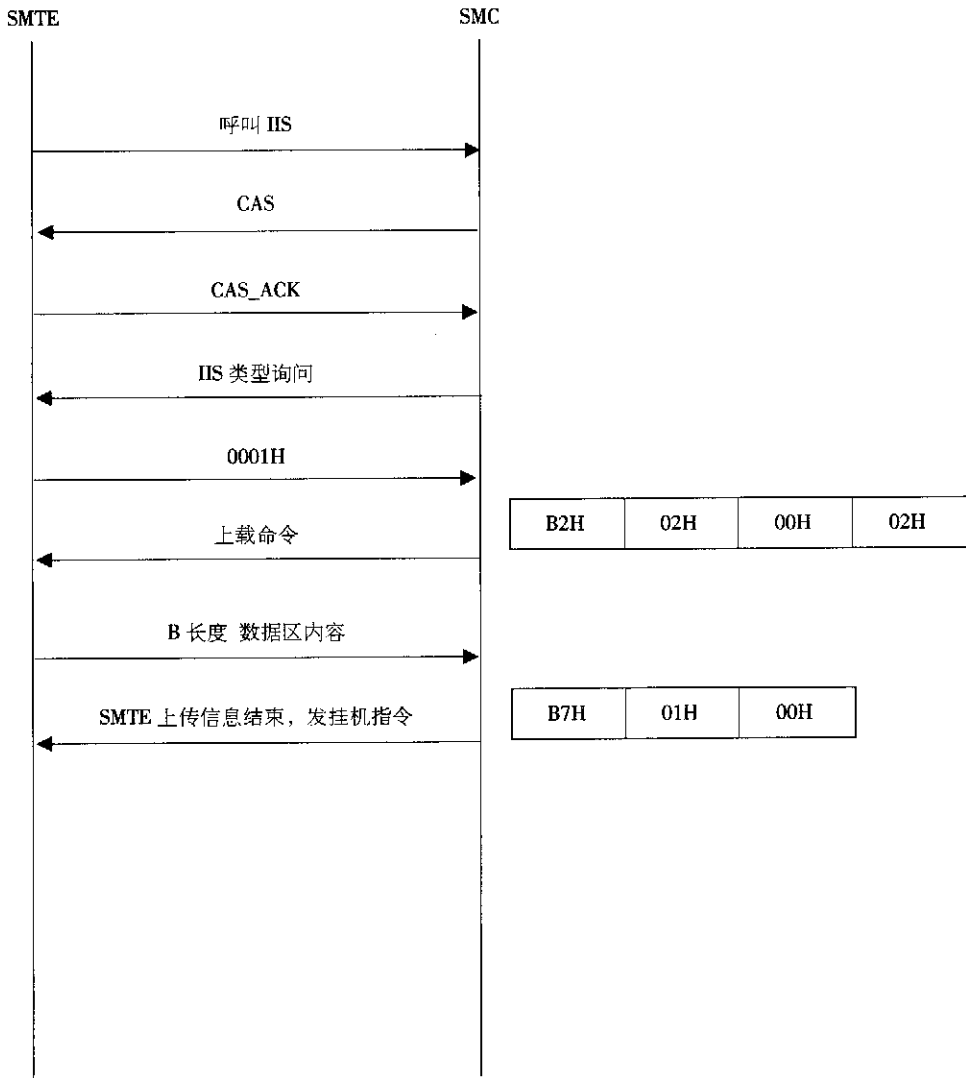 SMTE SMC
呼叫 IIS
CAS
CAS_ACK
IIS 类型询问
0001H
上载命令
B2H 02H 00H 02H
B 长度 数据区内容
SMTE 上传信息结束，发挂机指令
B7H 01H 00H